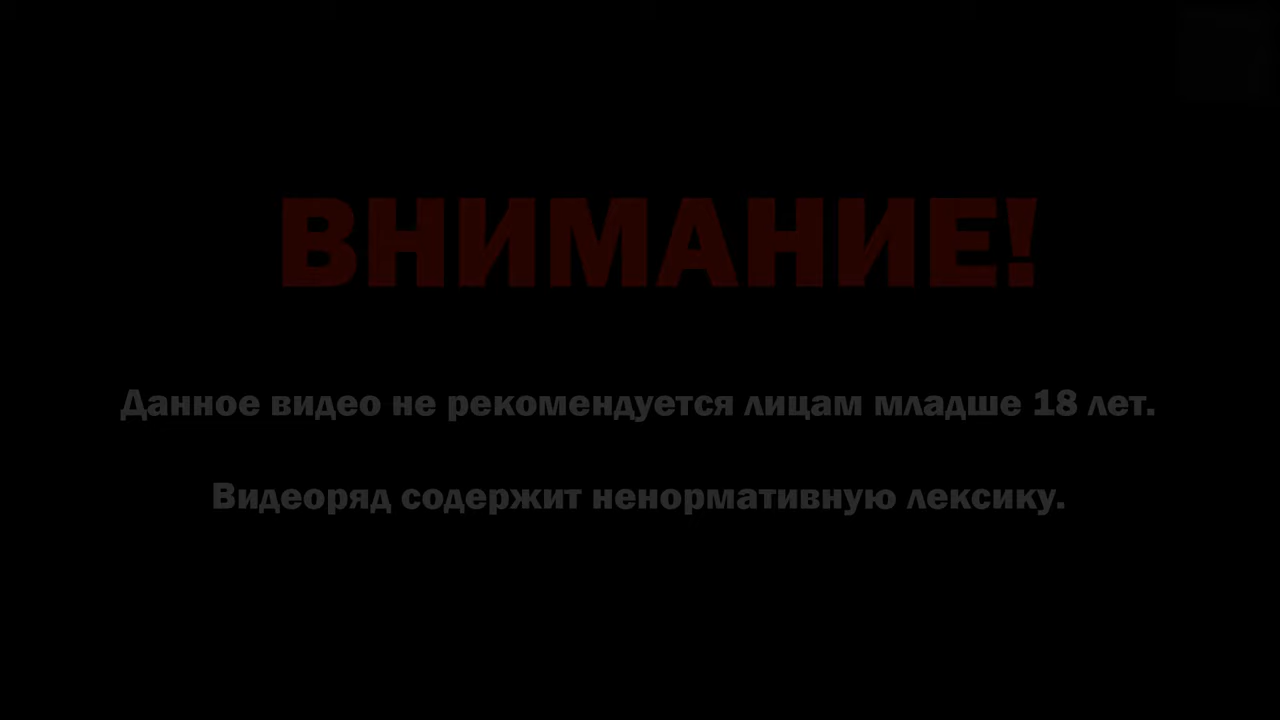 ВНИМАНИЕ!
Данное видео не рекомендуется лицам младше 18 лет.
Видеоряд содержит ненормативную лексику.